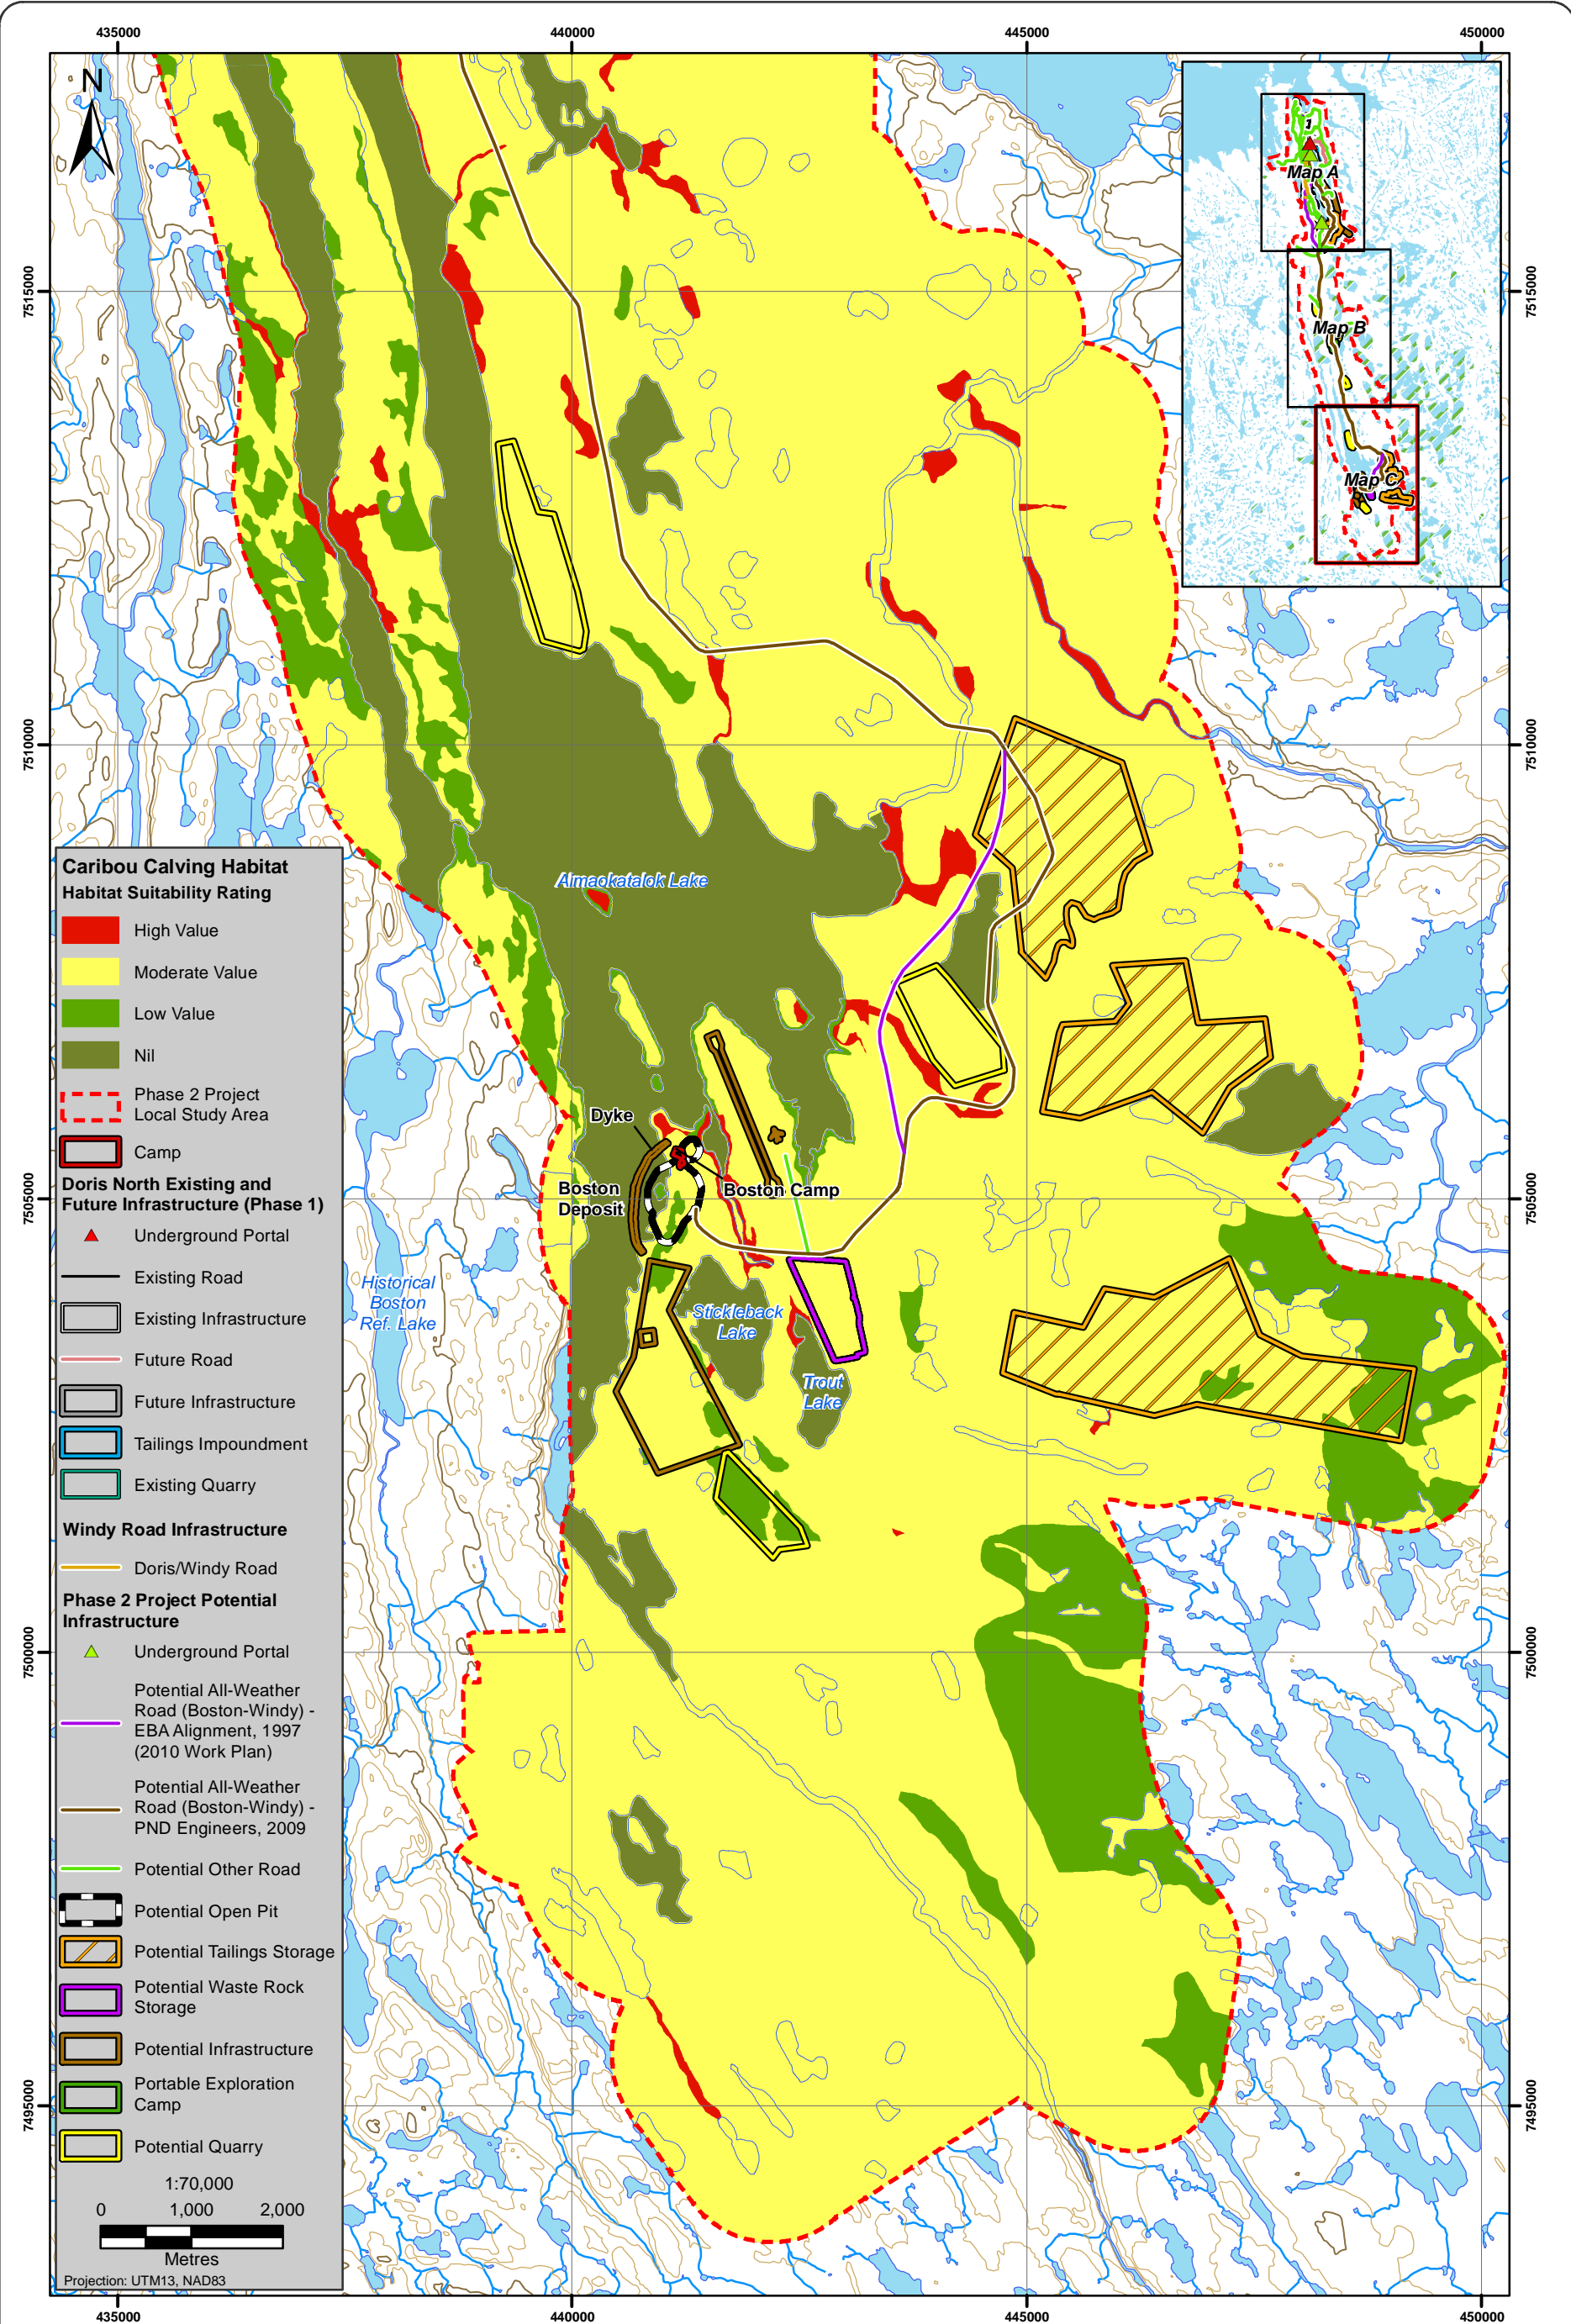 435000
440000
445000
450000
N
1
Map A
Map B
Map C
7515000
7515000
7510000
7510000
7505000
7505000
7500000
7500000
7495000
7495000
Aimaokatalok Lake
Dyke
Boston
Deposit
Boston Camp
Stickleback
Lake
Trout
Lake
Historical
Boston
Ref. Lake
Caribou Calving Habitat
Habitat Suitability Rating
High Value
Moderate Value
Low Value
Nil
Phase 2 Project
Local Study Area
Camp
Doris North Existing and
Future Infrastructure (Phase 1)
Underground Portal
Existing Road
Existing Infrastructure
Future Road
Future Infrastructure
Tailings Impoundment
Existing Quarry
Windy Road Infrastructure
Doris/Windy Road
Phase 2 Project Potential
Infrastructure
Underground Portal
Potential All-Weather
Road (Boston-Windy) -
EBA Alignment, 1997
(2010 Work Plan)
Potential All-Weather
Road (Boston-Windy) -
PND Engineers, 2009
Potential Other Road
Potential Open Pit
Potential Tailings Storage
Potential Waste Rock
Storage
Potential Infrastructure
Portable Exploration
Camp
Potential Quarry
1:70,000
0 1,000 2,000
Metres
Projection: UTM13, NAD83
435000
440000
445000
450000